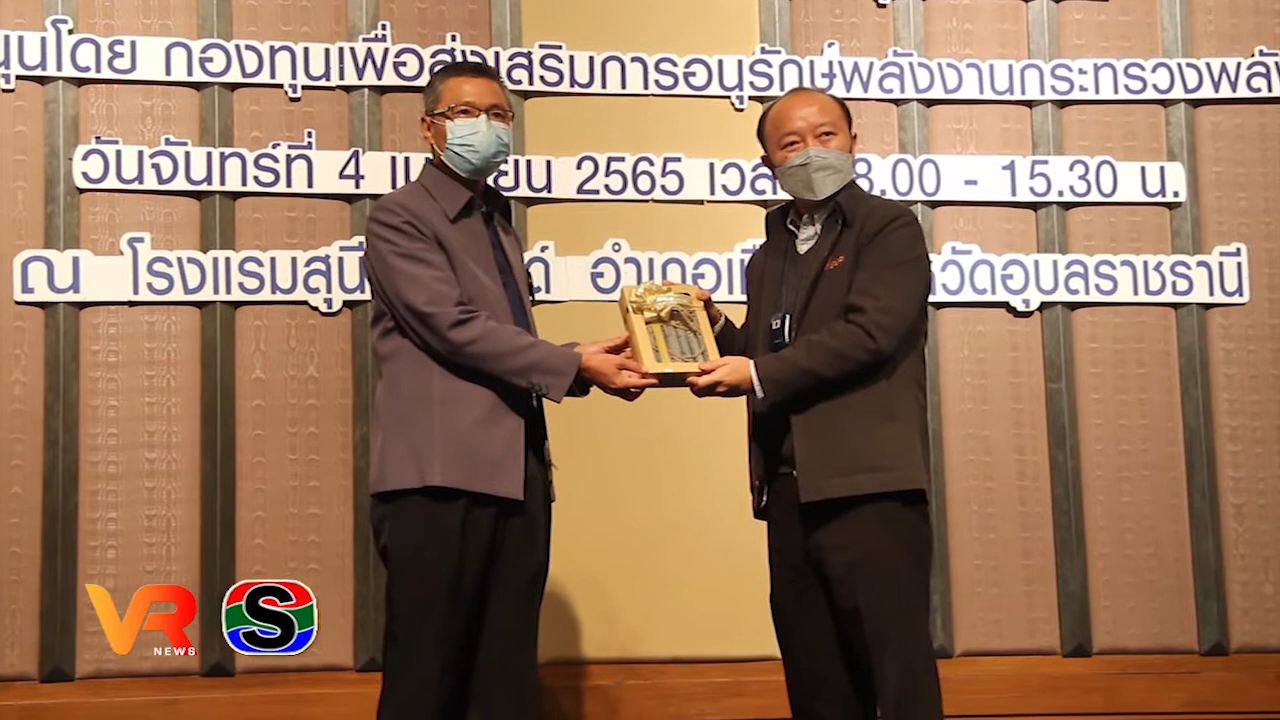 นุนโดย กองทุนเพื่อส่งเสริมการอนุรักษ์พลังงานกระทรวงพลัง
วันจันทร์ที่ 4 เมษายน 2565 เวลา 8.00 - 15.30 น.
ณ โรงแรมสุนี อำเภอเมือง จังหวัดอุบลราชธานี
VR
NEWS
S